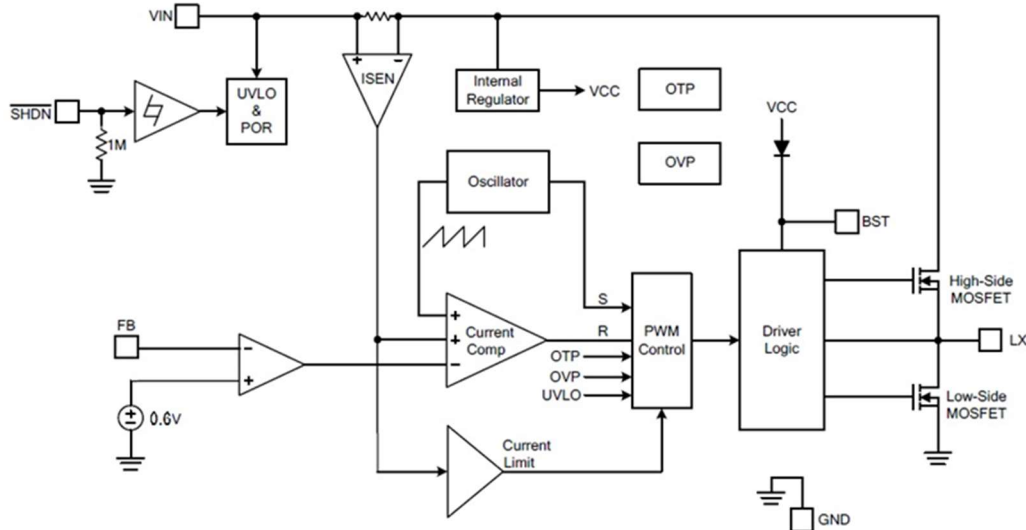 VIN
+ -
ISEN
SHDN
UVLO
&
POR
1M
Internal
Regulator
VCC
OTP
VCC
OVP
Oscillator
BST
High-Side
MOSFET
S
+
FB
Current
Comp
+
-
R
PWM
Control
Driver
Logic
LX
-
+
OTP
OVP
UVLO
Low-Side
MOSFET
0.6V
Current
Limit
GND